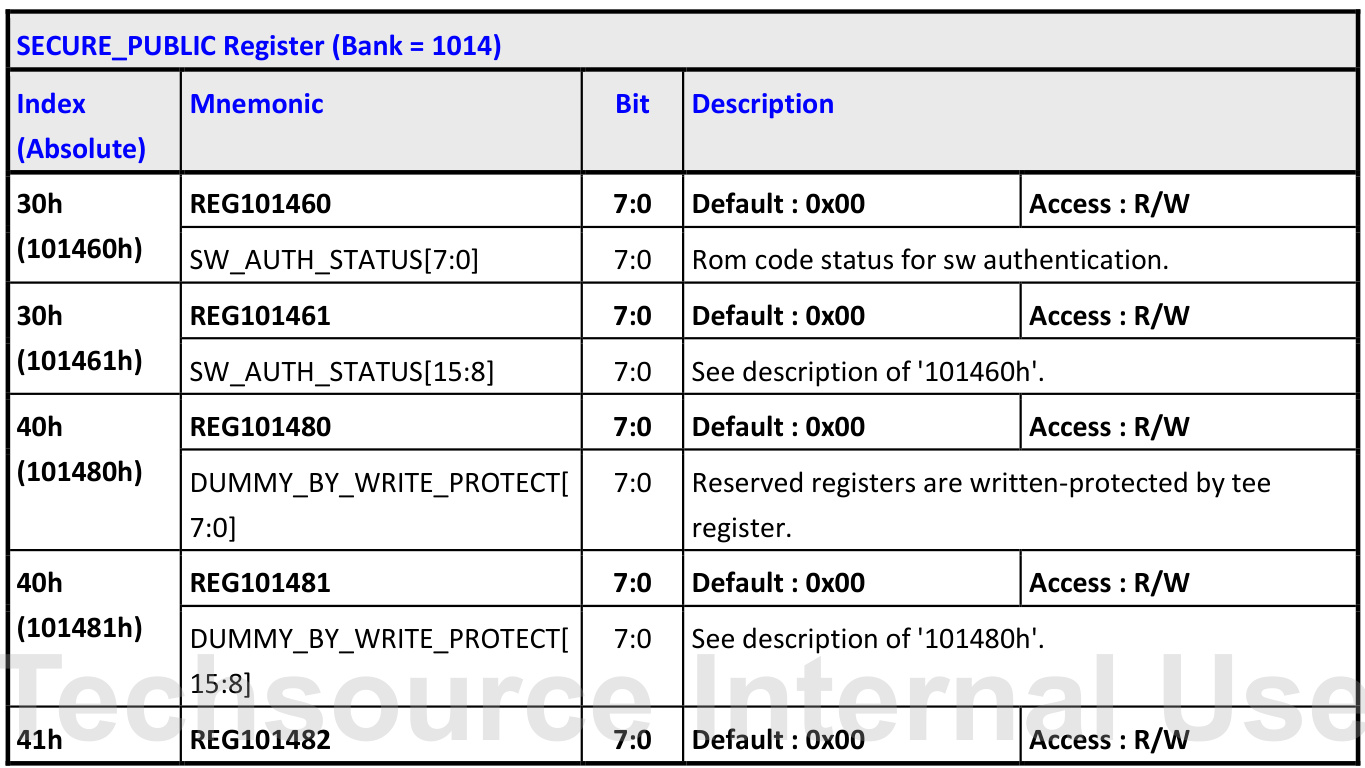 SECURE_PUBLIC Register (Bank = 1014)
Index Mnemonic Bit Description
(Absolute)
30h REG101460 7:0 Default : 0x00 Access : R/W
(101460h) SW_AUTH_STATUS[7:0] 7:0 Rom code status for sw authentication.
30h REG101461 7:0 Default : 0x00 Access : R/W
(101461h) SW_AUTH_STATUS[15:8] 7:0 See description of '101460h'.
40h REG101480 7:0 Default : 0x00 Access : R/W
(101480h) DUMMY_BY_WRITE_PROTECT[ 7:0 Reserved registers are written-protected by tee
7:0] register.
40h REG101481 7:0 Default : 0x00 Access : R/W
(101481h) DUMMY_BY_WRITE_PROTECT[ 7:0 See description of '101480h'.
15:8]
Techsource Internal Use
41h REG101482 7:0 Default : 0x00 Access : R/W